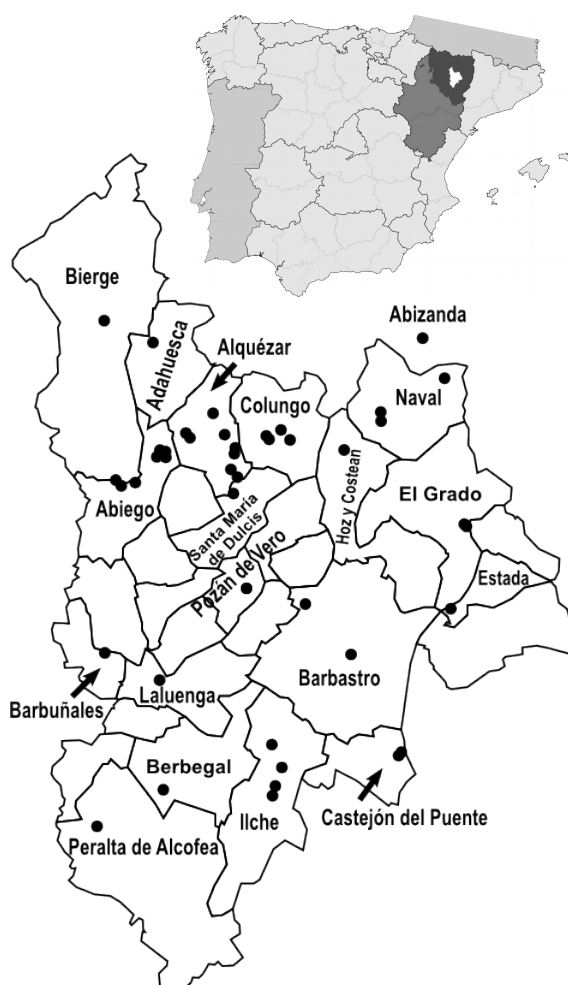 Bierge
Abizanda
Adahuesca
Alquézar
Naval
Colungo
Hoz y Costean
El Grado
Abiego
Santa María
de Dulcis
Pozán de Vero
Estada
Barbastro
Laluenga
Barbuñales
Berbegal
Ilche
Castejón del Puente
Peralta de Alcofea